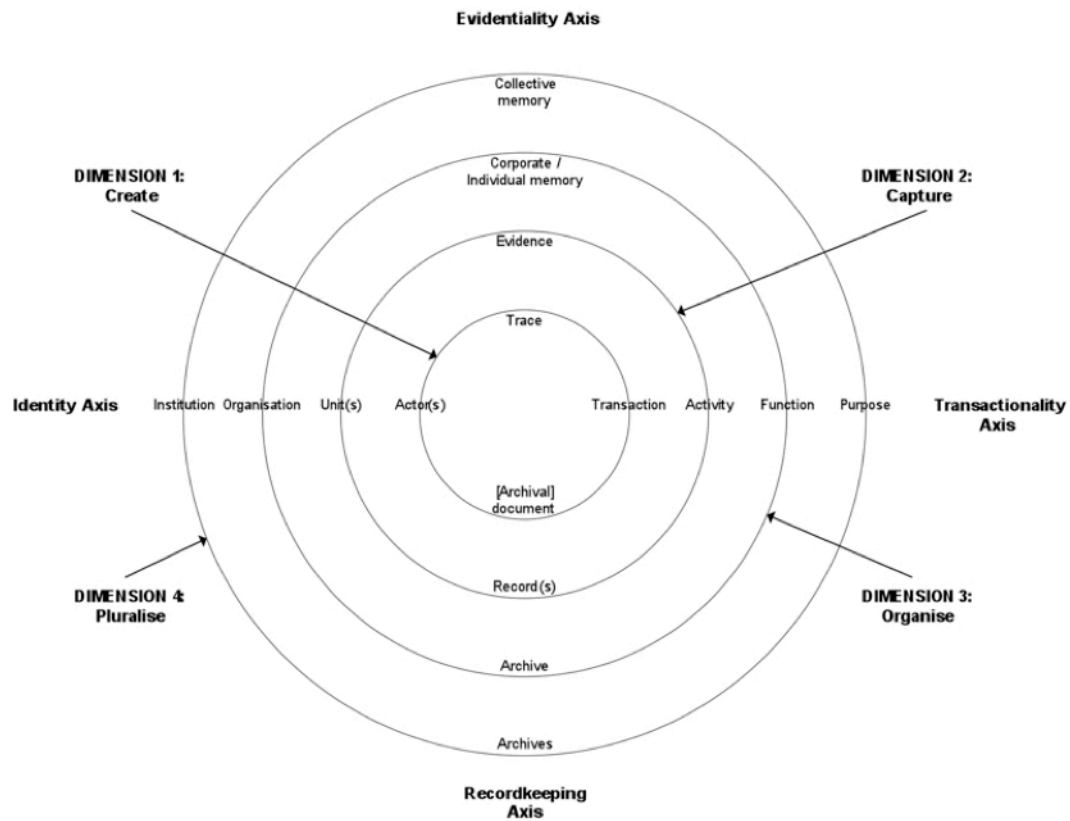 Evidentiality Axis
Collective
memory
Corporate /
Individual memory
DIMENSION 1:
Create
DIMENSION 2:
Capture
Evidence
Trace
Identity Axis
Institution
Organisation
Unit(s)
Actor(s)
Transaction
Activity
Function
Purpose
Transactionality
Axis
[Archival]
document
Record(s)
DIMENSION 4:
Pluralise
DIMENSION 3:
Organise
Archive
Archives
Recordkeeping
Axis